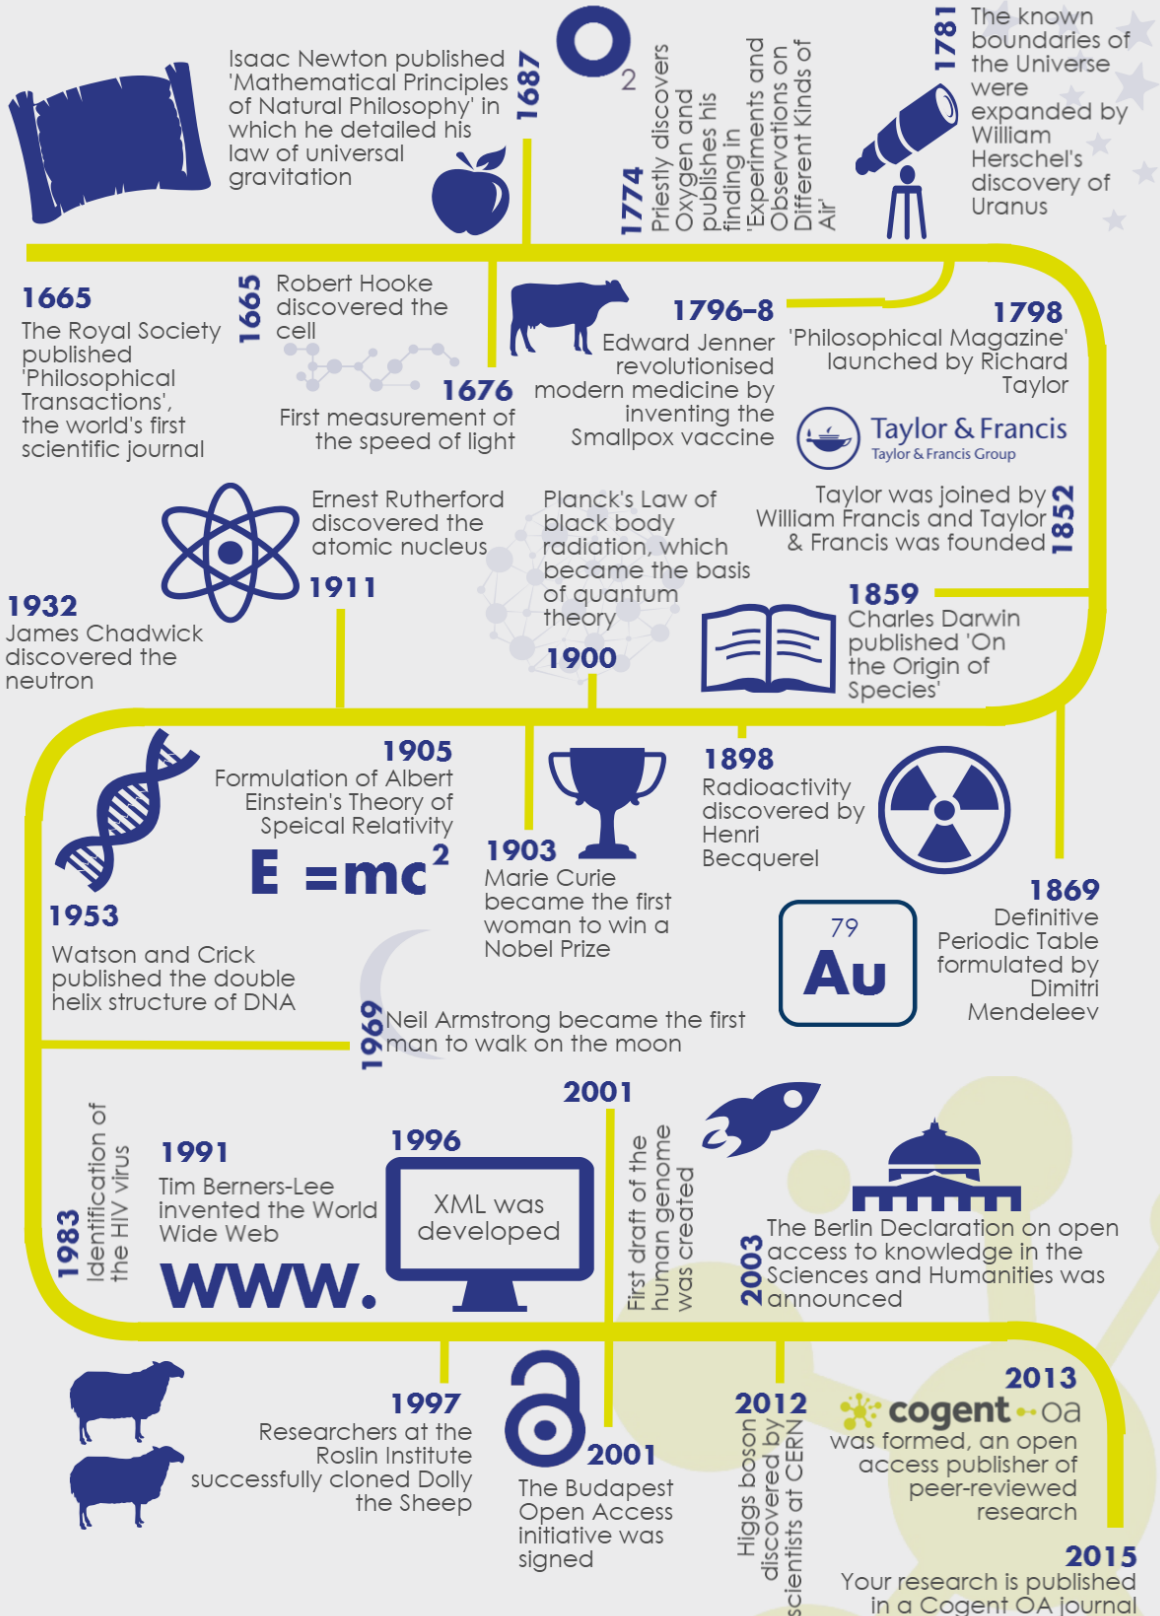 Isaac Newton published
'Mathematical Principles
of Natural Philosophy' in
which he detailed his
law of universal
gravitation
1687
O
2
1774
Priestly discovers
Oxygen and
publishes his
finding in
'Experiments and
Observations on
Different Kinds of
Air'
1781
The known
boundaries of
the Universe
were
expanded by
William
Herschel's
discovery of
Uranus
1665
The Royal Society
published
'Philosophical
Transactions',
the world's first
scientific journal
1665
Robert Hooke
discovered the
cell
1676
First measurement of
the speed of light
1796–8
Edward Jenner
revolutionised
modern medicine by
inventing the
Smallpox vaccine
1798
'Philosophical Magazine'
launched by Richard
Taylor
Taylor & Francis
Taylor & Francis Group
Taylor was joined by
William Francis and Taylor
& Francis was founded
1852
1859
Charles Darwin
published 'On
the Origin of
Species'
Planck's Law of
black body
radiation, which
became the basis
of quantum
theory
1900
Ernest Rutherford
discovered the
atomic nucleus
1911
1932
James Chadwick
discovered the
neutron
1905
Formulation of Albert
Einstein's Theory of
Speical Relativity
E =mc²
1903
Marie Curie
became the first
woman to win a
Nobel Prize
1898
Radioactivity
discovered by
Henri
Becquerel
79
Au
1869
Definitive
Periodic Table
formulated by
Dimitri
Mendeleev
1953
Watson and Crick
published the double
helix structure of DNA
1969
Neil Armstrong became the first
man to walk on the moon
1983
Identification of
the HIV virus
1991
Tim Berners-Lee
invented the World
Wide Web
WWW.
1996
XML was
developed
2001
First draft of the
human genome
was created
2003
The Berlin Declaration on open
access to knowledge in the
Sciences and Humanities was
announced
1997
Researchers at the
Roslin Institute
successfully cloned Dolly
the Sheep
2001
The Budapest
Open Access
initiative was
signed
2012
Higgs boson
discovered by
scientists at CERN
2013
cogent oa
was formed, an open
access publisher of
peer-reviewed
research
2015
Your research is published
in a Cogent OA journal